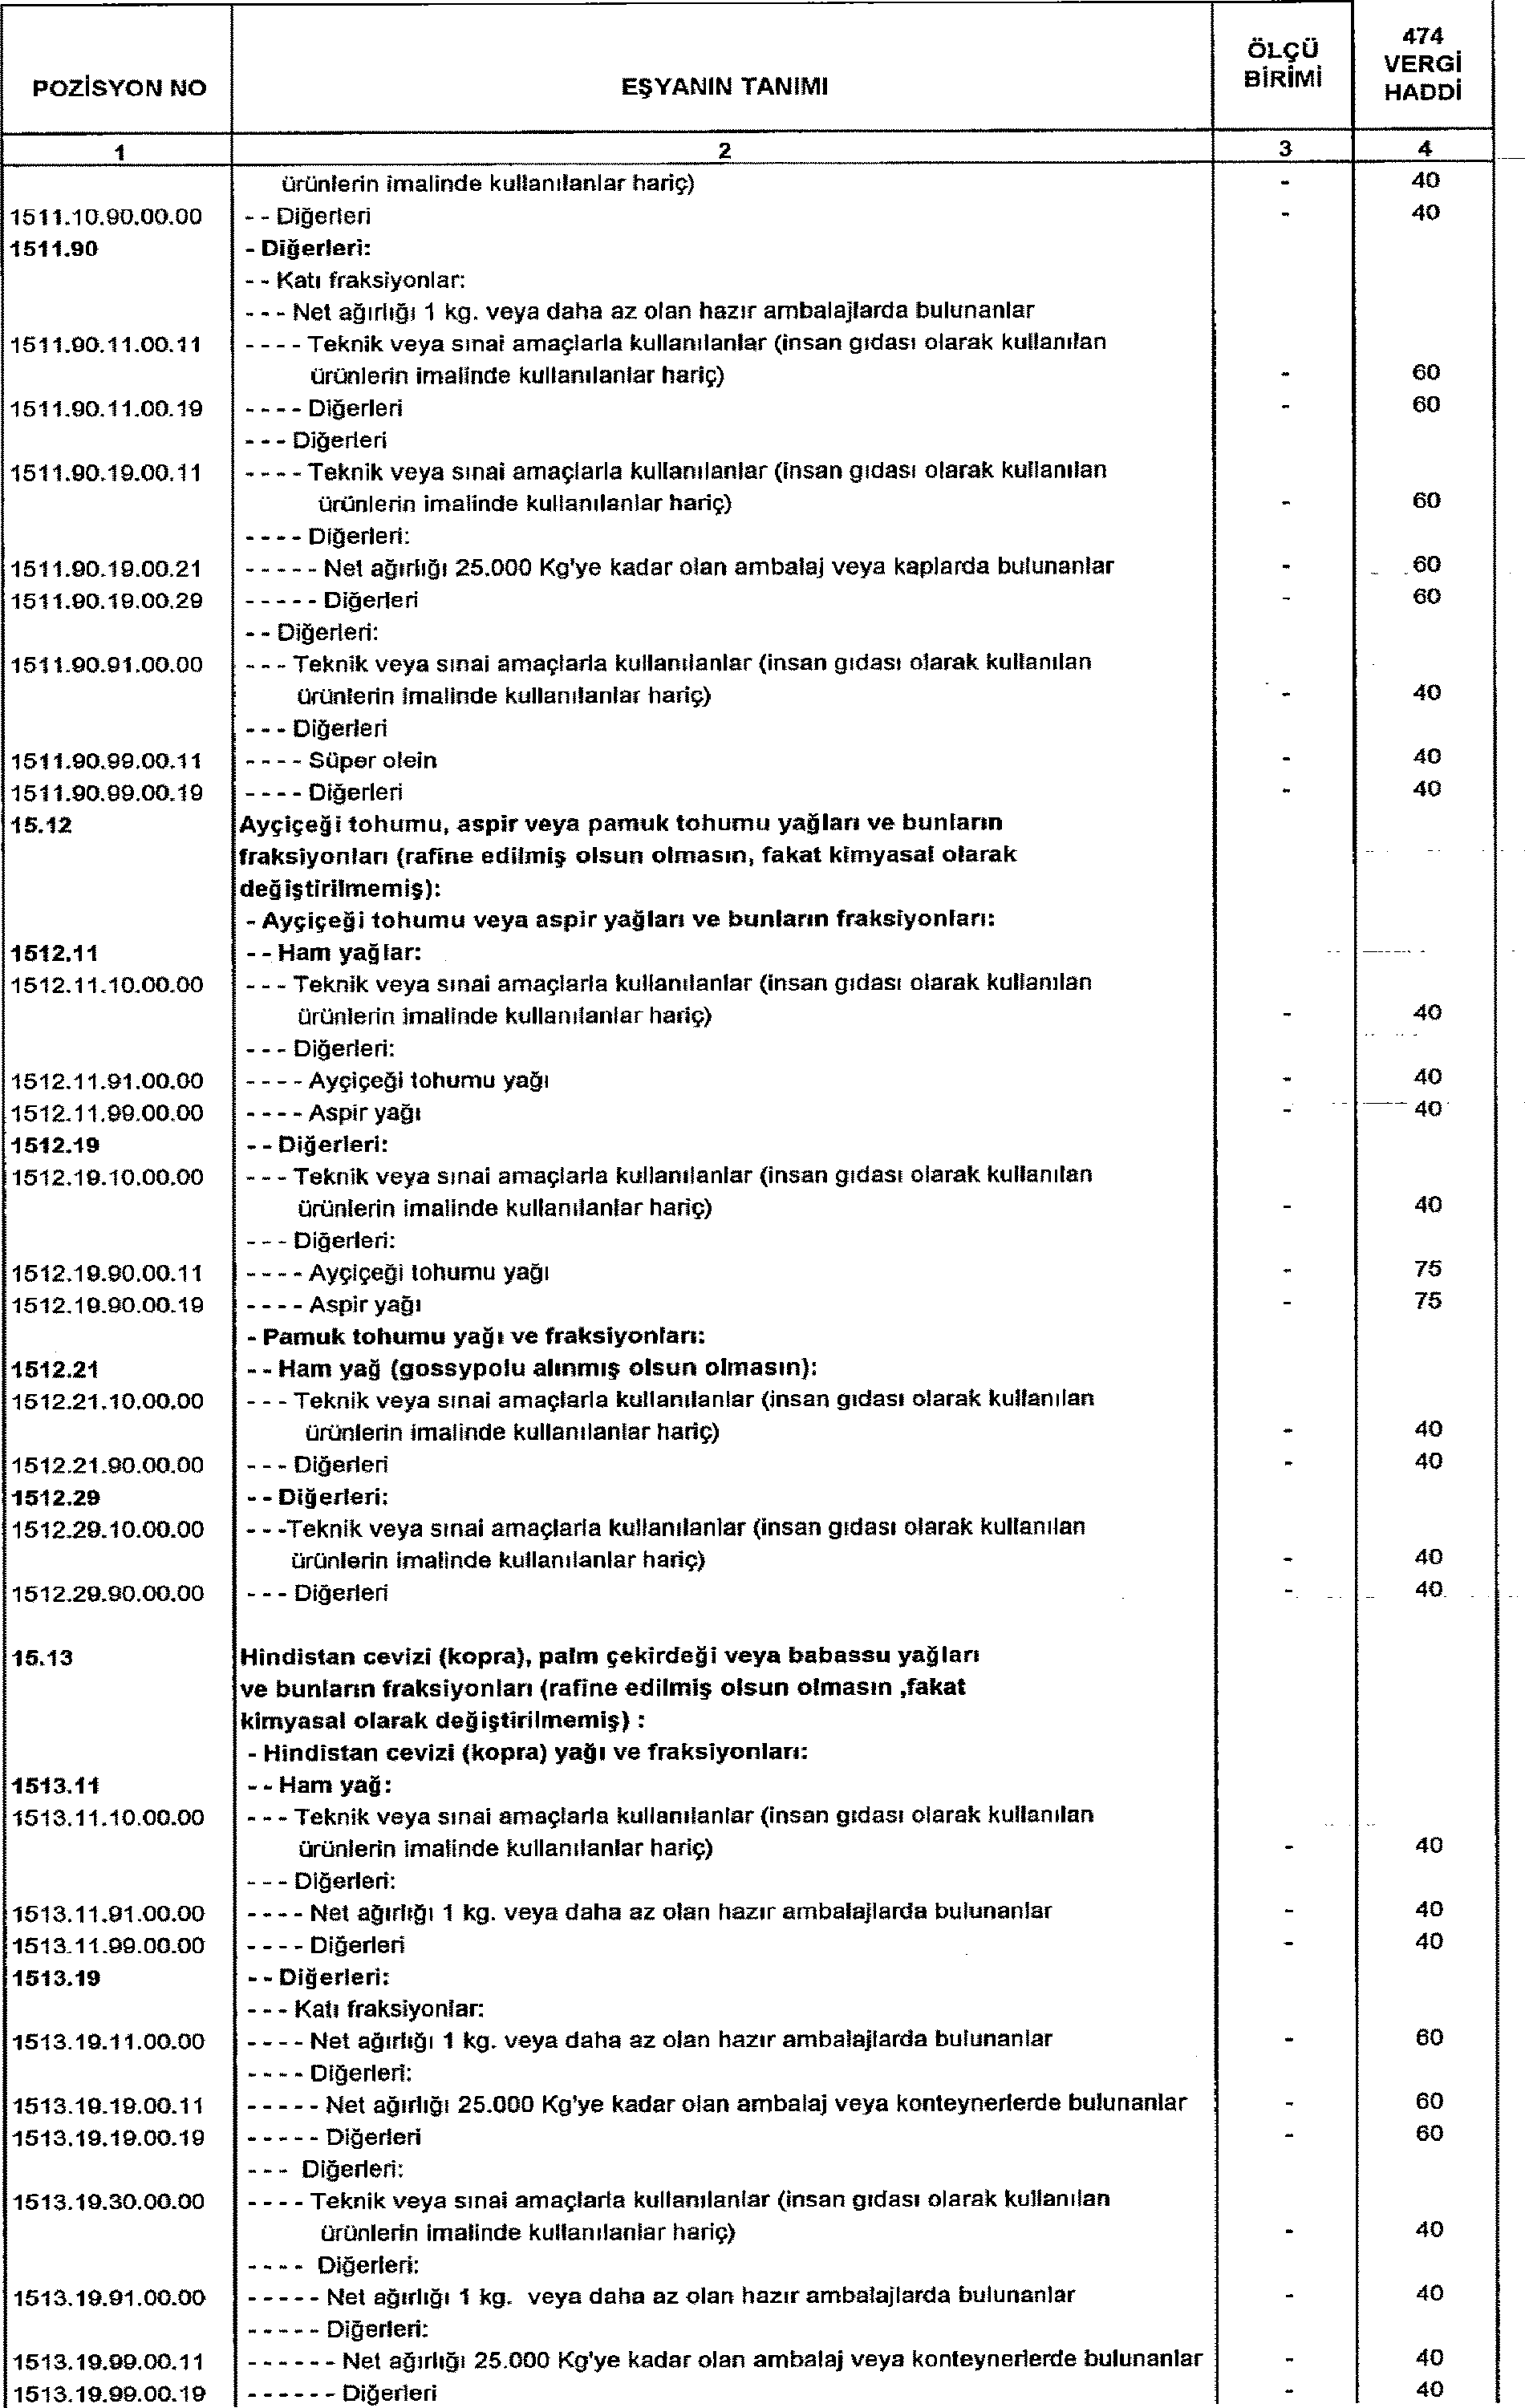 POZİSYON NO EŞYANIN TANIMI ÖLÇÜ BİRİMİ 474 VERGİ HADDİ
1 2 3 4
ürünlerin imalinde kullanılanlar hariç) - 40
1511.10.90.00.00 - - Diğerleri - 40
1511.90 - Diğerleri:
- - Katı fraksiyonlar:
- - - Net ağırlığı 1 kg. veya daha az olan hazır ambalajlarda bulunanlar
1511.90.11.00.11 - - - - Teknik veya sınai amaçlarla kullanılanlar (insan gıdası olarak kullanılan
ürünlerin imalinde kullanılanlar hariç) - 60
1511.90.11.00.19 - - - - Diğerleri - 60
- - - Diğerleri
1511.90.19.00.11 - - - - Teknik veya sınai amaçlarla kullanılanlar (insan gıdası olarak kullanılan
ürünlerin imalinde kullanılanlar hariç) - 60
- - - - Diğerleri:
1511.90.19.00.21 - - - - - Net ağırlığı 25.000 Kg'ye kadar olan ambalaj veya kaplarda bulunanlar - 60
1511.90.19.00.29 - - - - - Diğerleri - 60
- - Diğerleri:
1511.90.91.00.00 - - - Teknik veya sınai amaçlarla kullanılanlar (insan gıdası olarak kullanılan
ürünlerin imalinde kullanılanlar hariç) - 40
- - - Diğerleri
1511.90.99.00.11 - - - - Süper olein - 40
1511.90.99.00.19 - - - - Diğerleri - 40
15.12 Ayçiçeği tohumu, aspir veya pamuk tohumu yağları ve bunların
fraksiyonları (rafine edilmiş olsun olmasın, fakat kimyasal olarak
değiştirilmemiş):
- Ayçiçeği tohumu veya aspir yağları ve bunların fraksiyonları:
1512.11 - - Ham yağlar:
1512.11.10.00.00 - - - Teknik veya sınai amaçlarla kullanılanlar (insan gıdası olarak kullanılan
ürünlerin imalinde kullanılanlar hariç) - 40
- - - Diğerleri:
1512.11.91.00.00 - - - - Ayçiçeği tohumu yağı - 40
1512.11.99.00.00 - - - - Aspir yağı - 40
1512.19 - - Diğerleri:
1512.19.10.00.00 - - - Teknik veya sınai amaçlarla kullanılanlar (insan gıdası olarak kullanılan
ürünlerin imalinde kullanılanlar hariç) - 40
- - - Diğerleri:
1512.19.90.00.11 - - - - Ayçiçeği tohumu yağı - 75
1512.19.90.00.19 - - - - Aspir yağı - 75
- Pamuk tohumu yağı ve fraksiyonları:
1512.21 - - Ham yağ (gossypolu alınmış olsun olmasın):
1512.21.10.00.00 - - - Teknik veya sınai amaçlarla kullanılanlar (insan gıdası olarak kullanılan
ürünlerin imalinde kullanılanlar hariç) - 40
1512.21.90.00.00 - - - Diğerleri - 40
1512.29 - - Diğerleri:
1512.29.10.00.00 - - -Teknik veya sınai amaçlarla kullanılanlar (insan gıdası olarak kullanılan
ürünlerin imalinde kullanılanlar hariç) - 40
1512.29.90.00.00 - - - Diğerleri - 40
15.13 Hindistan cevizi (kopra), palm çekirdeği veya babassu yağları
ve bunların fraksiyonları (rafine edilmiş olsun olmasın ,fakat
kimyasal olarak değiştirilmemiş) :
- Hindistan cevizi (kopra) yağı ve fraksiyonları:
1513.11 - - Ham yağ:
1513.11.10.00.00 - - - Teknik veya sınai amaçlarla kullanılanlar (insan gıdası olarak kullanılan
ürünlerin imalinde kullanılanlar hariç) - 40
- - - Diğerleri:
1513.11.91.00.00 - - - - Net ağırlığı 1 kg. veya daha az olan hazır ambalajlarda bulunanlar - 40
1513.11.99.00.00 - - - - Diğerleri - 40
1513.19 - - Diğerleri:
- - - Katı fraksiyonlar:
1513.19.11.00.00 - - - - Net ağırlığı 1 kg. veya daha az olan hazır ambalajlarda bulunanlar - 60
- - - - Diğerleri:
1513.19.19.00.11 - - - - - Net ağırlığı 25.000 Kg'ye kadar olan ambalaj veya konteynerlerde bulunanlar - 60
1513.19.19.00.19 - - - - - Diğerleri - 60
- - - Diğerleri:
1513.19.30.00.00 - - - - Teknik veya sınai amaçlarla kullanılanlar (insan gıdası olarak kullanılan
ürünlerin imalinde kullanılanlar hariç) - 40
- - - - Diğerleri:
1513.19.91.00.00 - - - - - Net ağırlığı 1 kg. veya daha az olan hazır ambalajlarda bulunanlar - 40
- - - - - Diğerleri:
1513.19.99.00.11 - - - - - - Net ağırlığı 25.000 Kg'ye kadar olan ambalaj veya konteynerlerde bulunanlar - 40
1513.19.99.00.19 - - - - - - Diğerleri - 40